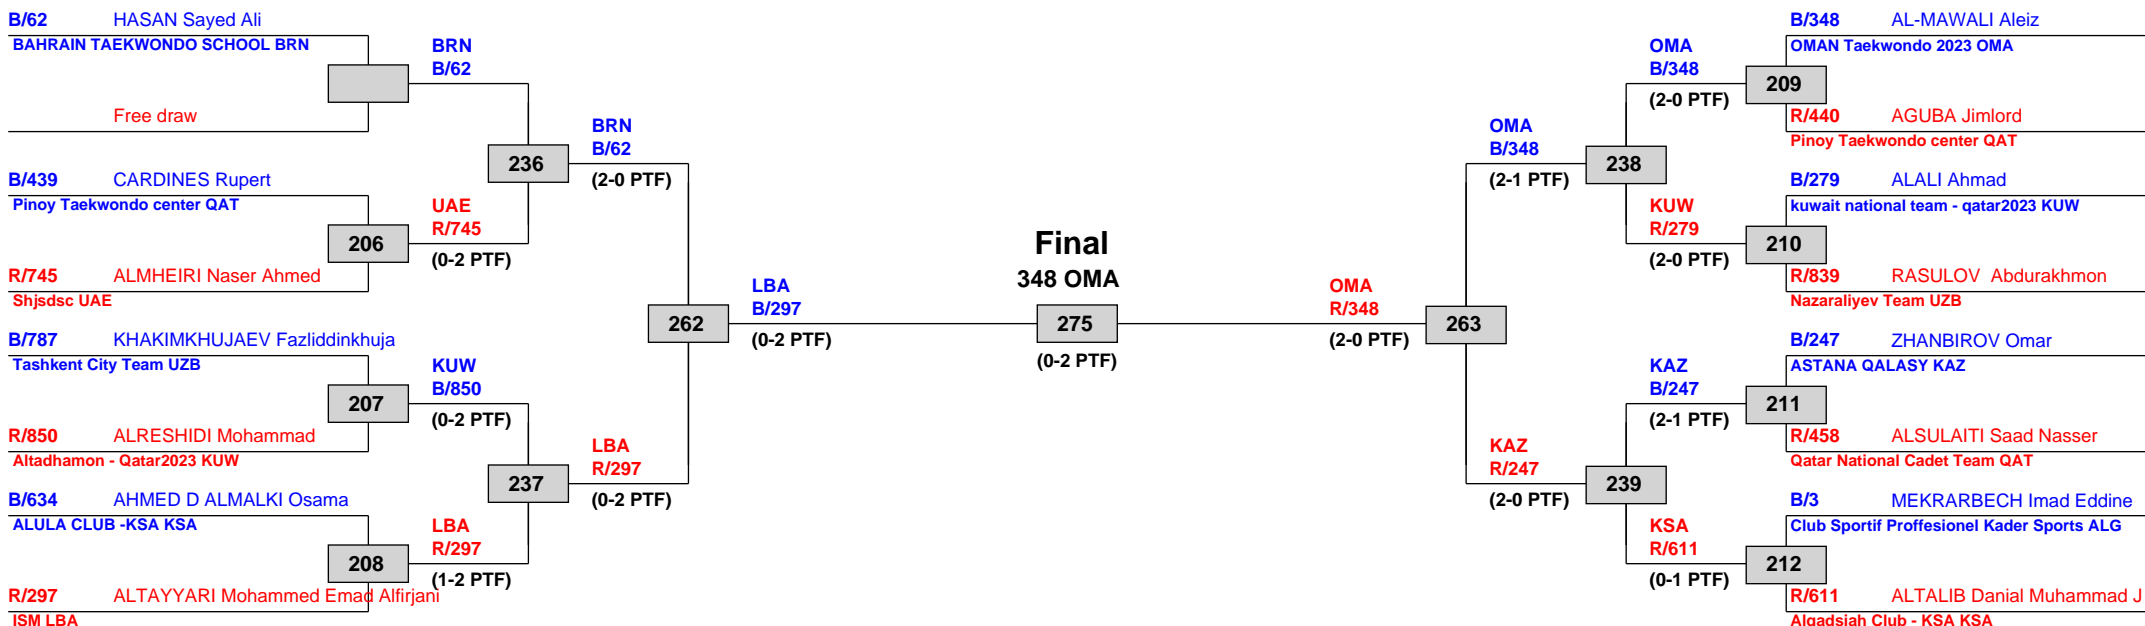 B/62 HASAN Sayed Ali
BAHRAIN TAEKWONDO SCHOOL BRN
Free draw
B/439 CARDINES Rupert
Pinoy Taekwondo center QAT
206
R/745 ALMHEIRI Naser Ahmed
Shjsdsc UAE
B/787 KHAKIMKHUJAEV Fazliddinkhuja
Tashkent City Team UZB
207
R/850 ALRESHIDI Mohammad
Altadhamon - Qatar2023 KUW
B/634 AHMED D ALMALKI Osama
ALULA CLUB -KSA KSA
208
R/297 ALTAYYARI Mohammed Emad Alfirjani
ISM LBA
BRN
B/62
236
UAE
R/745
(0-2 PTF)
KUW
B/850
(0-2 PTF)
237
LBA
R/297
(1-2 PTF)
BRN
B/62
(2-0 PTF)
262
LBA
R/297
(0-2 PTF)
LBA
B/297
(0-2 PTF)
Final
348 OMA
275
(0-2 PTF)
OMA
R/348
(2-0 PTF)
263
OMA
B/348
(2-1 PTF)
238
KAZ
R/247
(2-0 PTF)
239
OMA
B/348
(2-0 PTF)
KUW
R/279
(2-0 PTF)
KAZ
B/247
(2-1 PTF)
KSA
R/611
(0-1 PTF)
B/348 AL-MAWALI Aleiz
OMAN Taekwondo 2023 OMA
209
R/440 AGUBA Jimlord
Pinoy Taekwondo center QAT
B/279 ALALI Ahmad
kuwait national team - qatar2023 KUW
210
R/839 RASULOV Abdurakhmon
Nazaraliyev Team UZB
B/247 ZHANBIROV Omar
ASTANA QALASY KAZ
211
R/458 ALSULAITI Saad Nasser
Qatar National Cadet Team QAT
B/3 MEKRARBECH Imad Eddine
Club Sportif Proffesionel Kader Sports ALG
212
R/611 ALTALIB Danial Muhammad J
Alqadsiah Club - KSA KSA